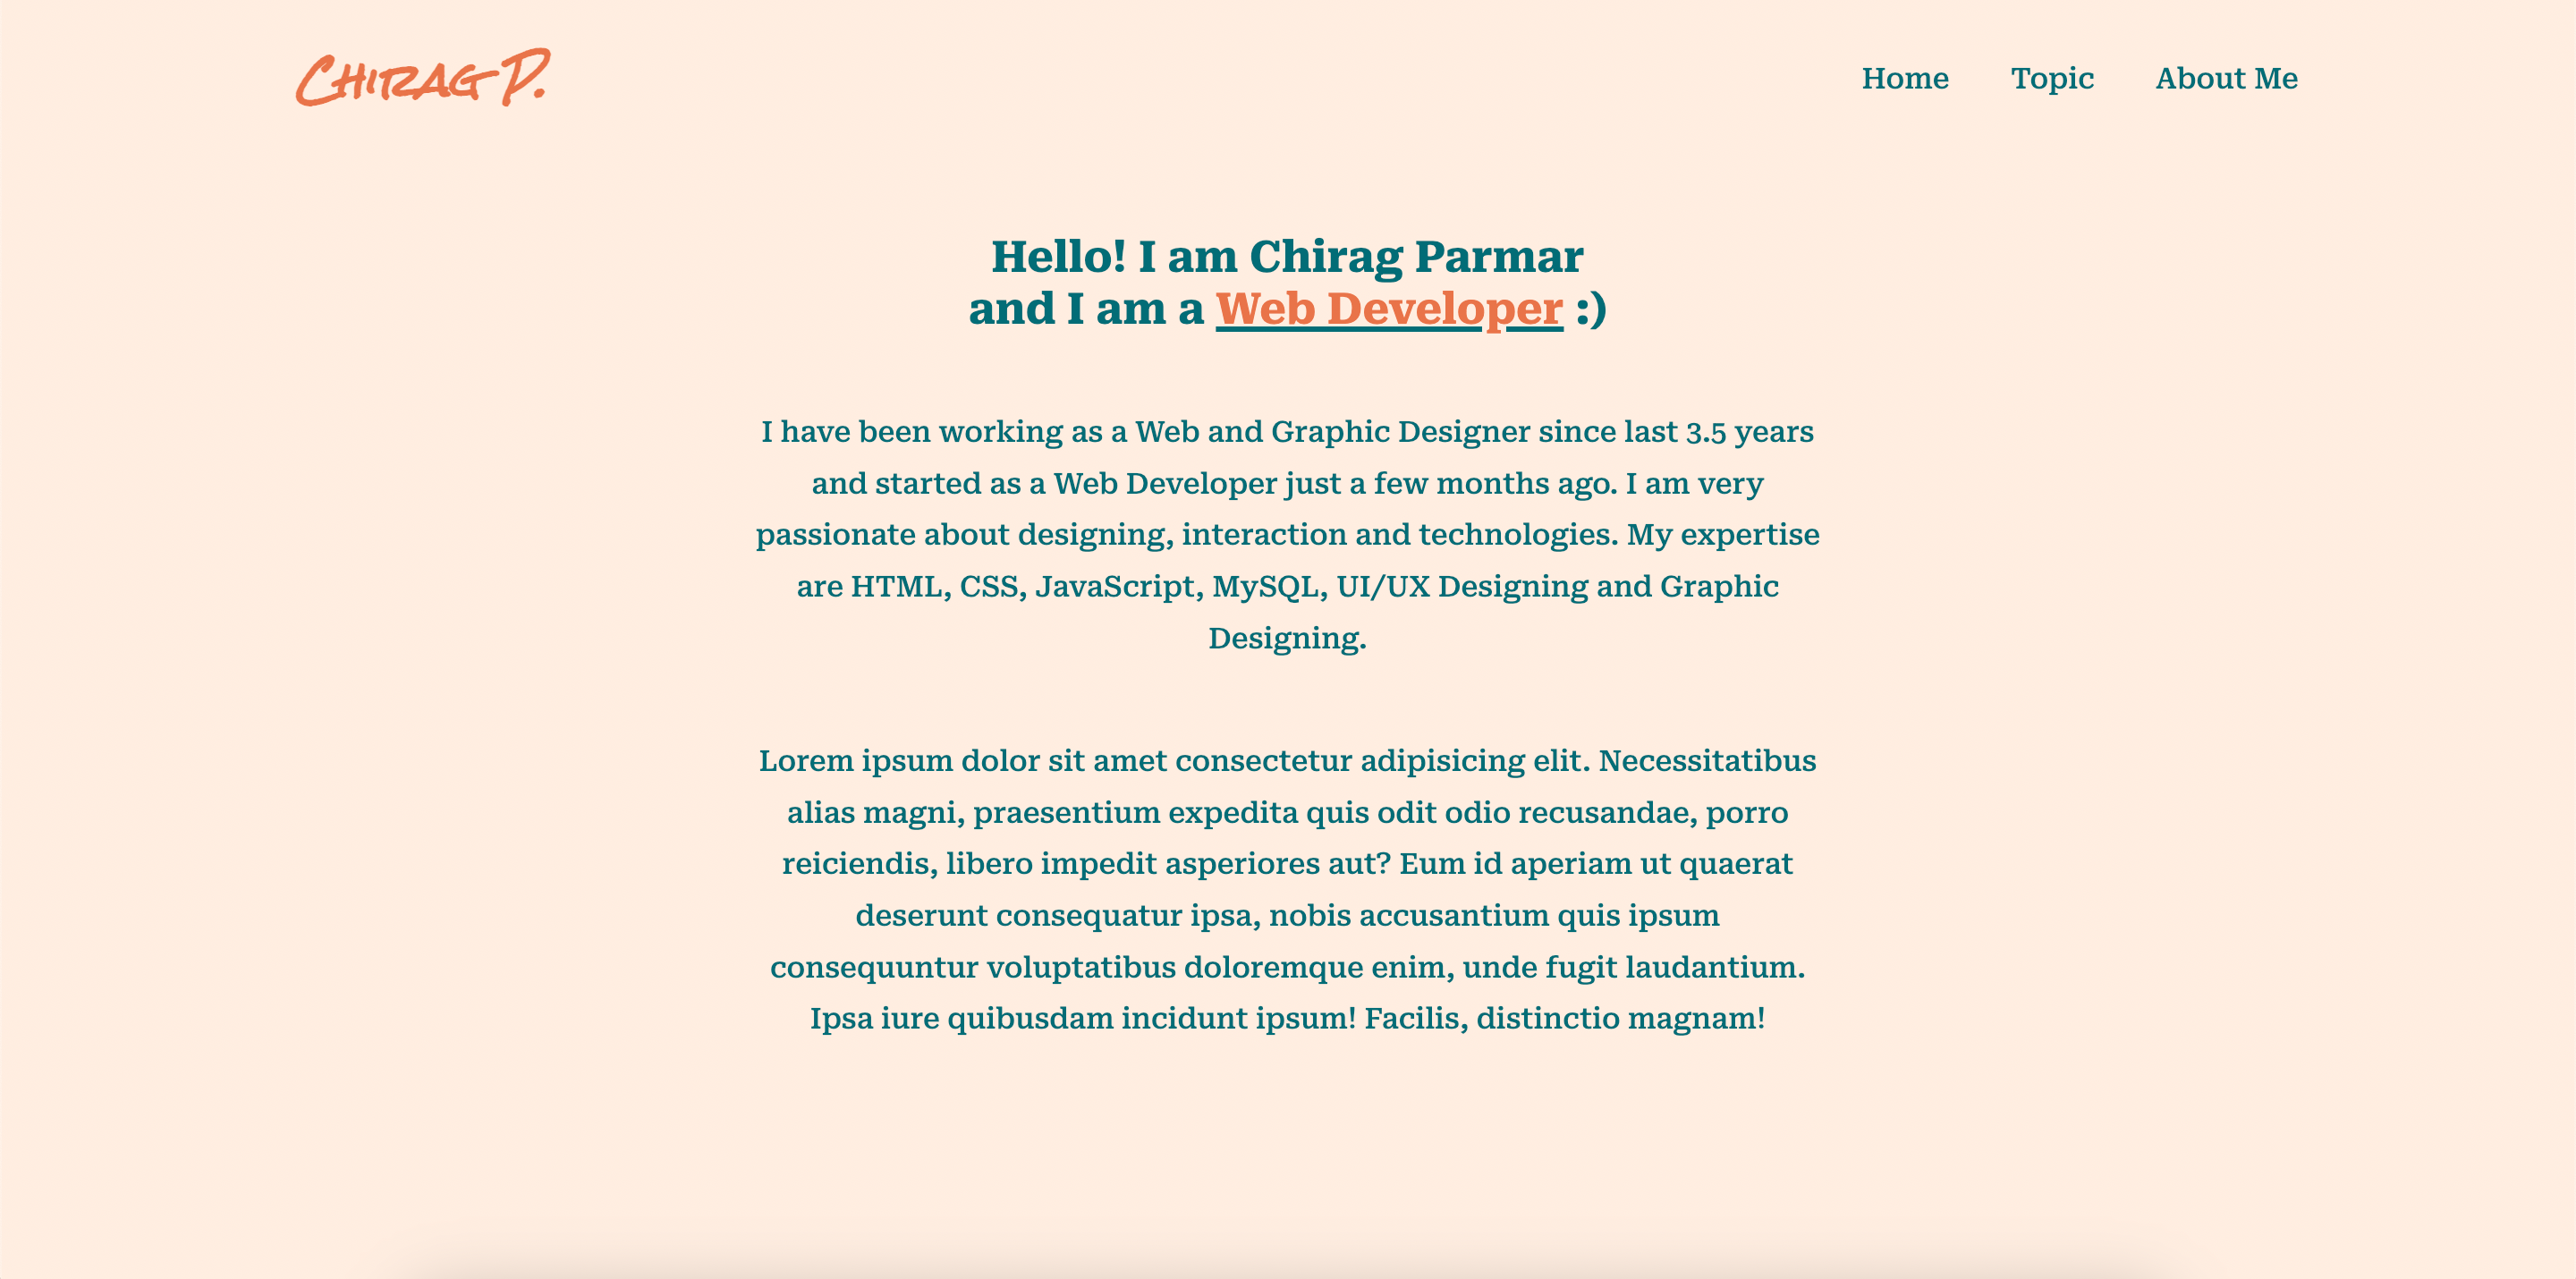 CHIRAG P.
Home Topic About Me
Hello! I am Chirag Parmar
and I am a Web Developer :)
I have been working as a Web and Graphic Designer since last 3.5 years
and started as a Web Developer just a few months ago. I am very
passionate about designing, interaction and technologies. My expertise
are HTML, CSS, JavaScript, MySQL, UI/UX Designing and Graphic
Designing.
Lorem ipsum dolor sit amet consectetur adipisicing elit. Necessitatibus
alias magni, praesentium expedita quis odit odio recusandae, porro
reiciendis, libero impedit asperiores aut? Eum id aperiam ut quaerat
deserunt consequatur ipsa, nobis accusantium quis ipsum
consequuntur voluptatibus doloremque enim, unde fugit laudantium.
Ipsa iure quibusdam incidunt ipsum! Facilis, distinctio magnam!